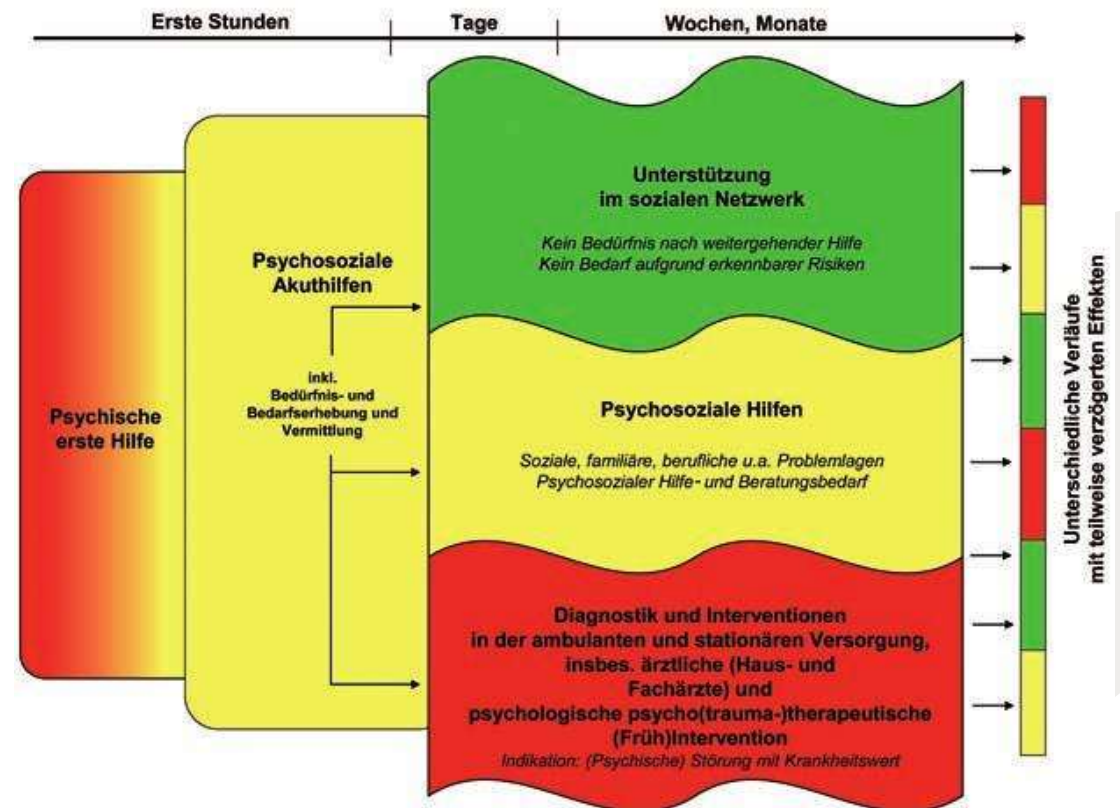 Erste Stunden
Tage
Wochen, Monate
Psychische
erste Hilfe
Psychosoziale
Akuthilfen
inkl.
Bedürfnis- und
Bedarfserhebung und
Vermittlung
Unterstützung
im sozialen Netzwerk
Kein Bedürfnis nach weitergehender Hilfe
Kein Bedarf aufgrund erkennbarer Risiken
Psychosoziale Hilfen
Soziale, familiäre, berufliche u.a. Problemlagen
Psychosozialer Hilfe- und Beratungsbedarf
Diagnostik und Interventionen
in der ambulanten und stationären Versorgung,
insbes. ärztliche (Haus- und
Fachärzte) und
psychologische psycho(trauma-)therapeutische
(Früh)Intervention
Indikation: (Psychische) Störung mit Krankheitswert
Unterschiedliche Verläufe
mit teilweise verzögerten Effekten